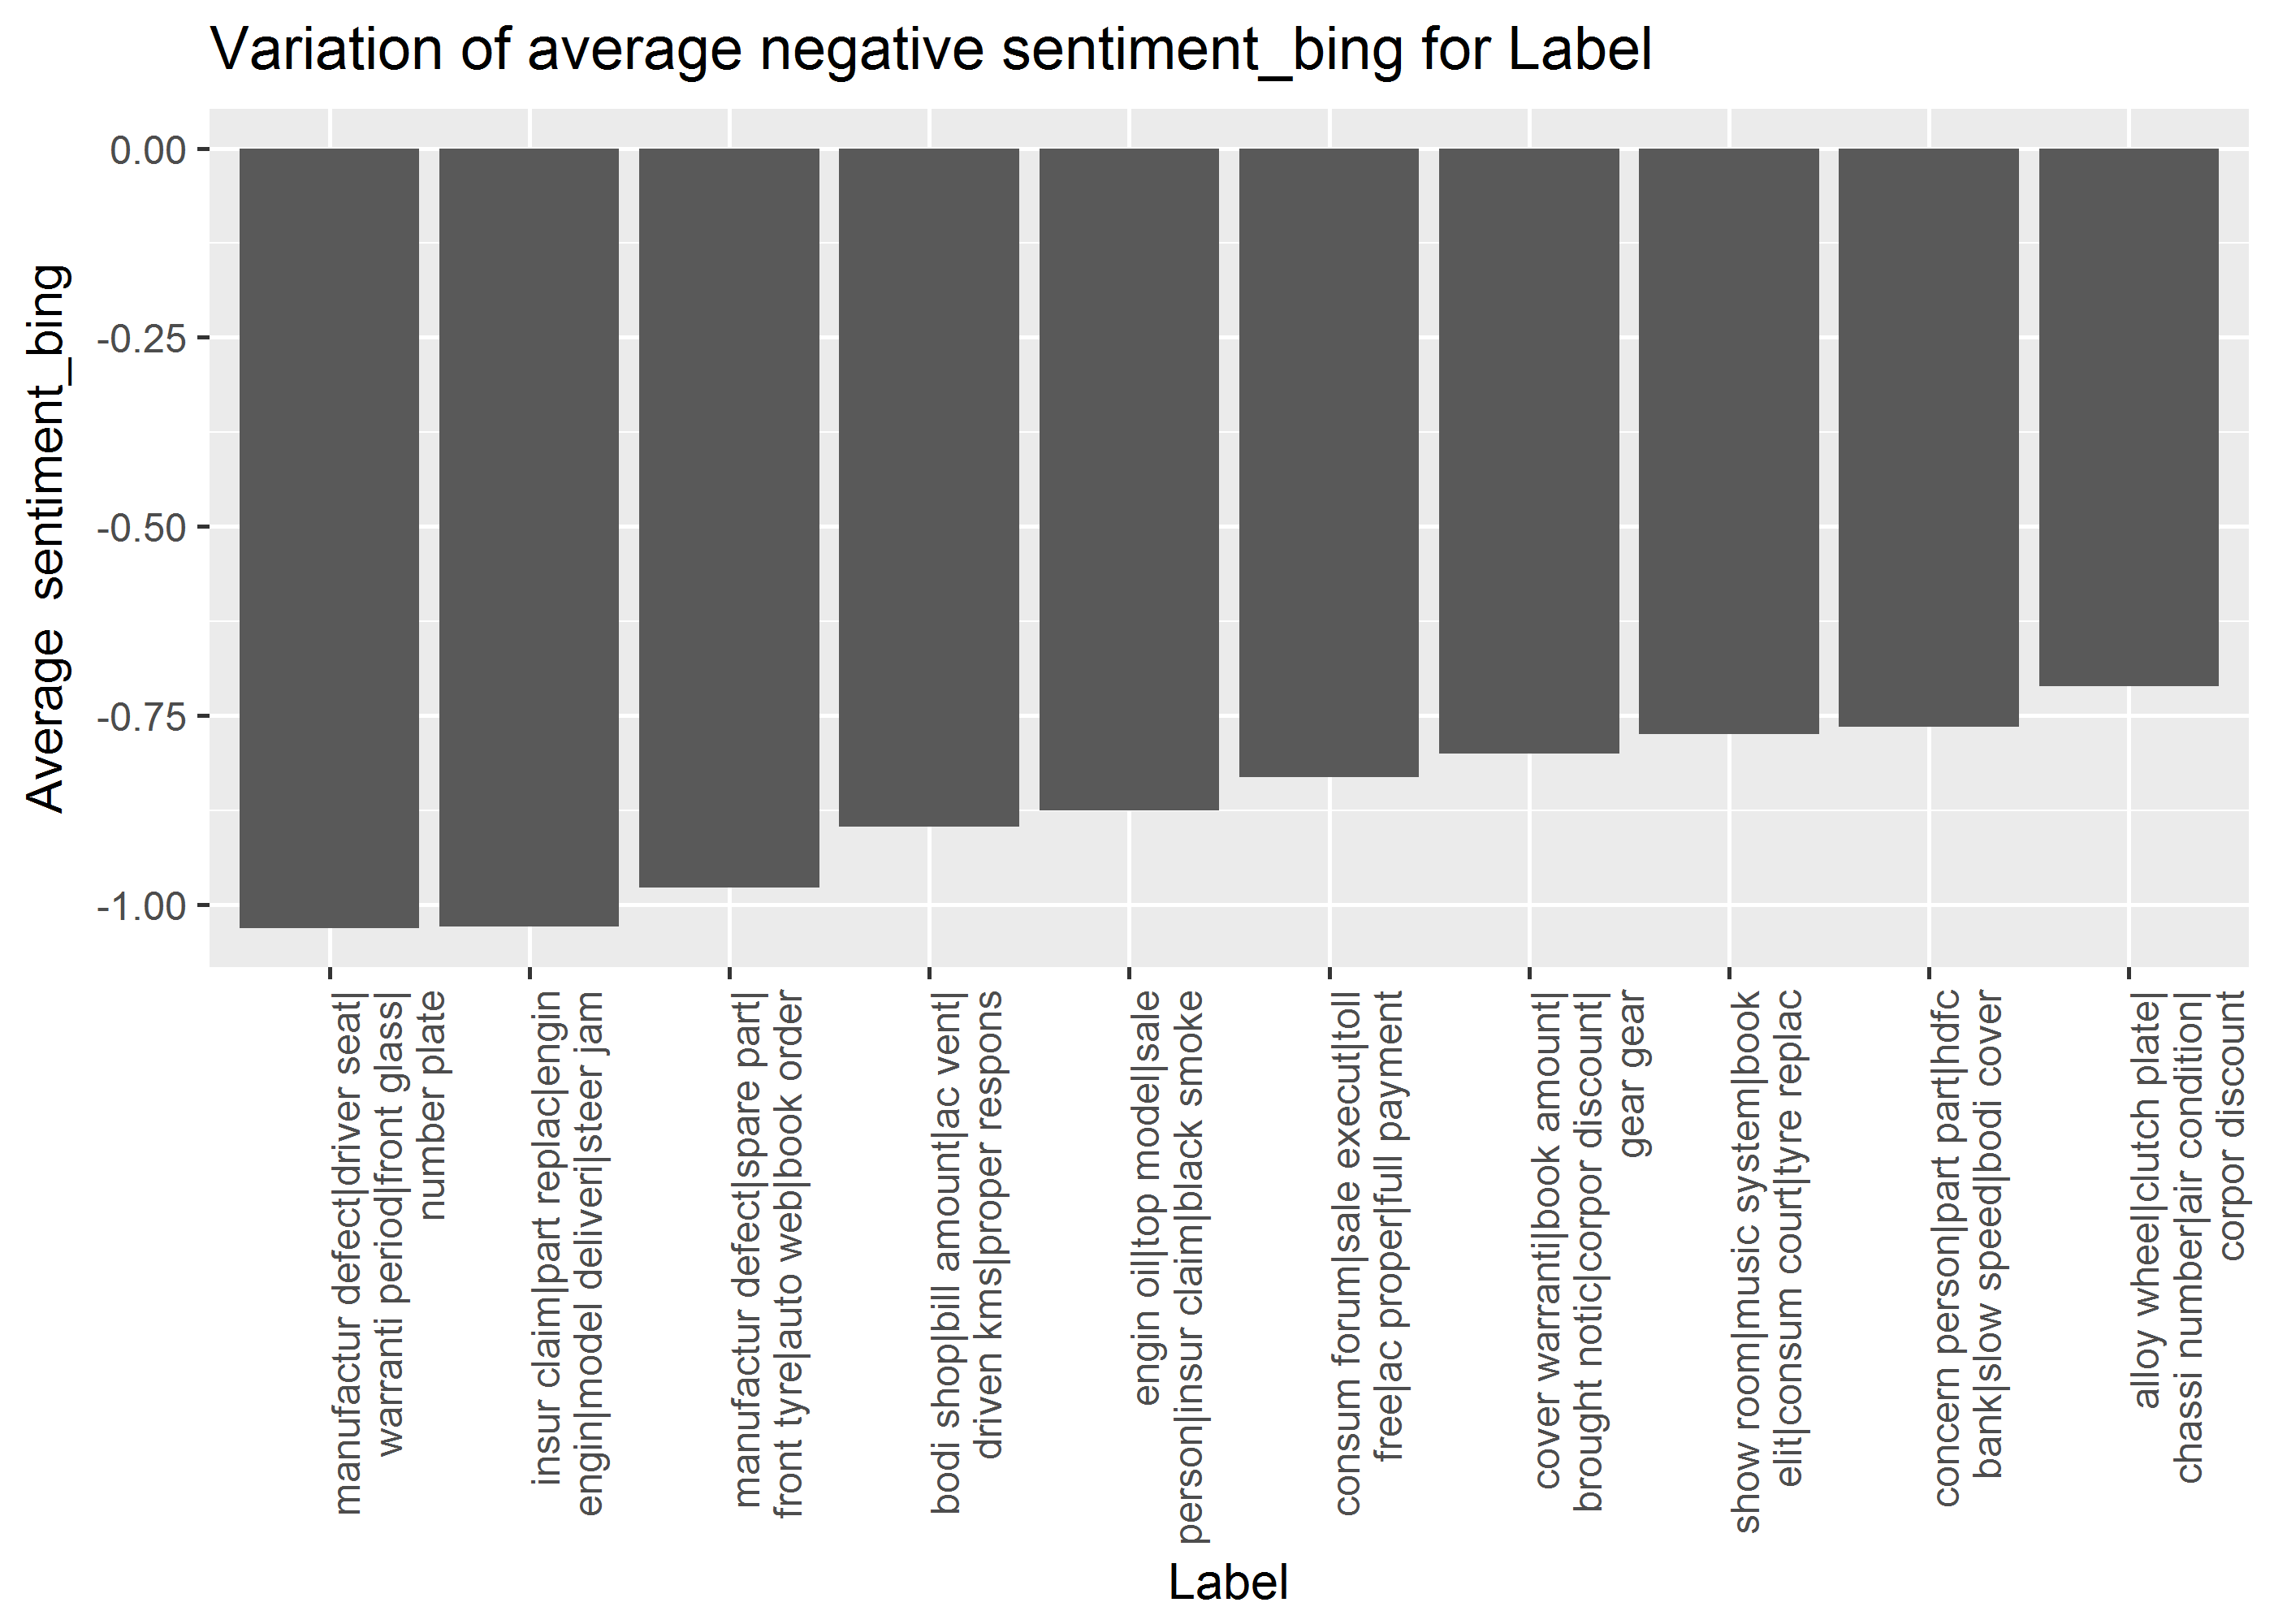 Variation of average negative sentiment_bing for Label
Average  sentiment_bing
0.00
-0.25
-0.50
-0.75
-1.00
manufactur defect|driver seat|
warranti period|front glass|
number plate
insur claim|part replac|engin
engin|model deliveri|steer jam
manufactur defect|spare part|
front tyre|auto web|book order
bodi shop|bill amount|ac vent|
driven kms|proper respons
engin oil|top model|sale
person|insur claim|black smoke
consum forum|sale execut|toll
free|ac proper|full payment
cover warranti|book amount|
brought notic|corpor discount|
gear gear
show room|music system|book
elit|consum court|tyre replac
concern person|part part|hdfc
bank|slow speed|bodi cover
alloy wheel|clutch plate|
chassi number|air condition|
corpor discount
Label